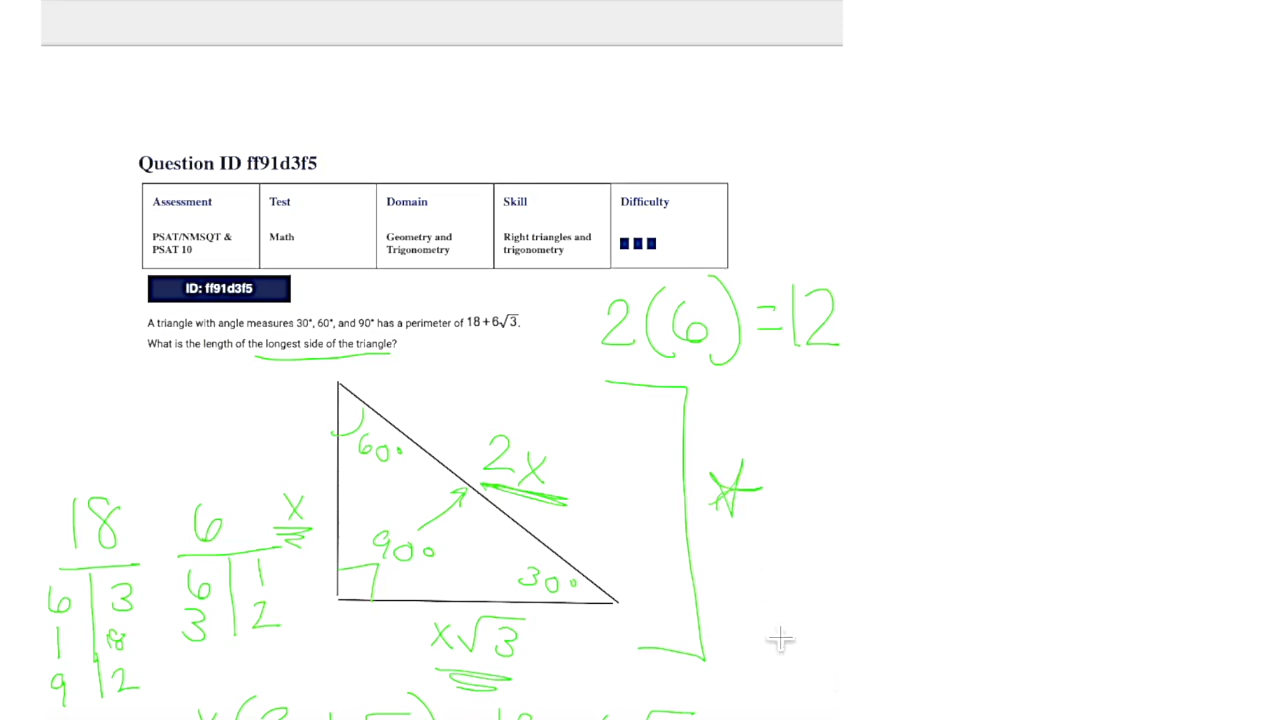 Question ID ff91d3f5
Assessment Test Domain Skill Difficulty
PSAT/NMSQT & PSAT 10 Math Geometry and Trigonometry Right triangles and trigonometry
ID: ff91d3f5
A triangle with angle measures 30°, 60°, and 90° has a perimeter of 18+6√3.
What is the length of the longest side of the triangle?
2(6)=12
60°
2x
90°
30°
x
x√3
18
6 3
1 18
9 2
6
6 1
3 2